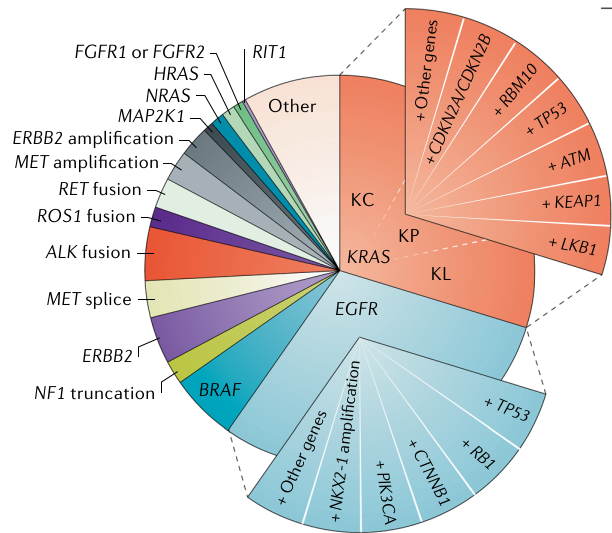 FGFR1 or FGFR2
RIT1
HRAS
NRAS
MAP2K1
ERBB2 amplification
MET amplification
RET fusion
ROS1 fusion
ALK fusion
MET splice
ERBB2
NF1 truncation
BRAF
Other
KC
KP
KL
KRAS
EGFR
+ Other genes
+ CDKN2A/CDKN2B
+ RBM10
+ TP53
+ ATM
+ KEAP1
+ LKB1
+ TP53
+ RB1
+ CTNNB1
+ PIK3CA
+ NKX2-1 amplification
+ Other genes